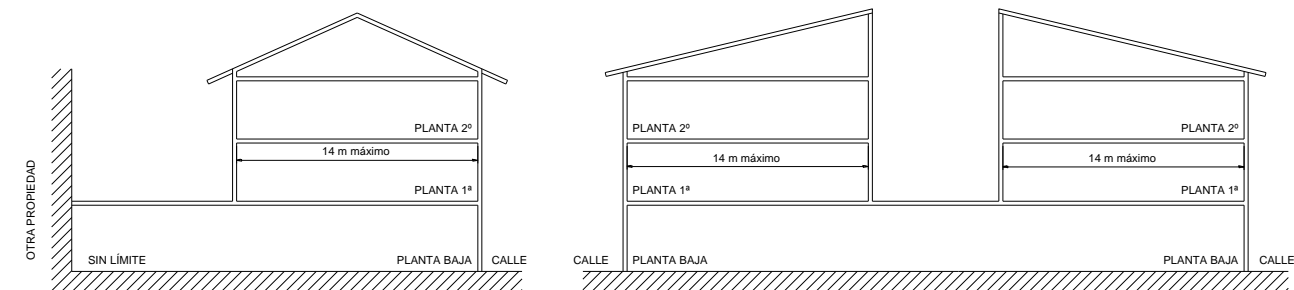 OTRA PROPIEDAD
PLANTA 2º
14 m máximo
PLANTA 1ª
SIN LÍMITE
PLANTA BAJA
CALLE
PLANTA 2º
14 m máximo
PLANTA 1ª
CALLE
PLANTA BAJA
PLANTA 2º
14 m máximo
PLANTA 1ª
PLANTA BAJA
CALLE